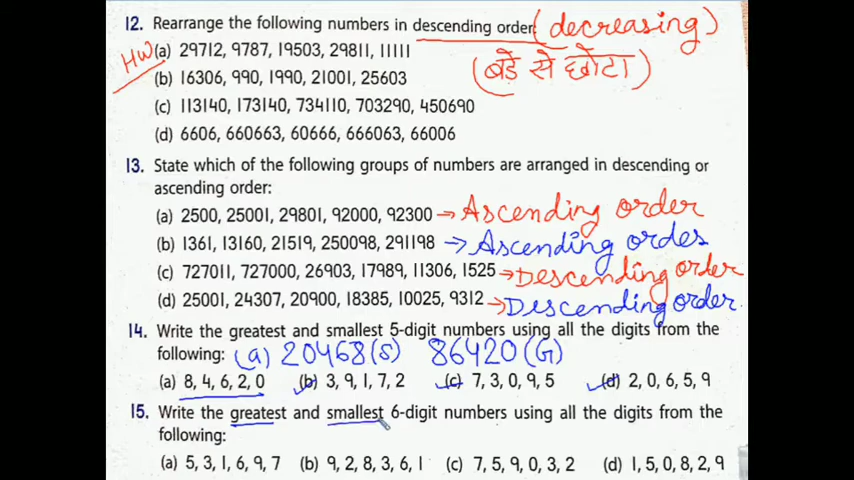 12. Rearrange the following numbers in descending order (decreasing)
HW (a) 29712, 9787, 19503, 29811, 11111
(बड़े से छोटा)
(b) 16306, 990, 1990, 21001, 25603
(c) 113140, 173140, 734110, 703290, 450690
(d) 6606, 660663, 60666, 666063, 66006
13. State which of the following groups of numbers are arranged in descending or
ascending order:
(a) 2500, 25001, 29801, 92000, 92300 → Ascending order
(b) 1361, 13160, 21519, 250098, 291198 → Ascending order
(c) 727011, 727000, 26903, 17989, 11306, 1525 → Descending order
(d) 25001, 24307, 20900, 18385, 10025, 9312 → Descending order
14. Write the greatest and smallest 5-digit numbers using all the digits from the
following: (a) 20468(S) 86420(G)
(a) 8, 4, 6, 2, 0 (b) 3, 9, 1, 7, 2 (c) 7, 3, 0, 9, 5 (d) 2, 0, 6, 5, 9
15. Write the greatest and smallest 6-digit numbers using all the digits from the
following:
(a) 5, 3, 1, 6, 9, 7 (b) 9, 2, 8, 3, 6, 1 (c) 7, 5, 9, 0, 3, 2 (d) 1, 5, 0, 8, 2, 9